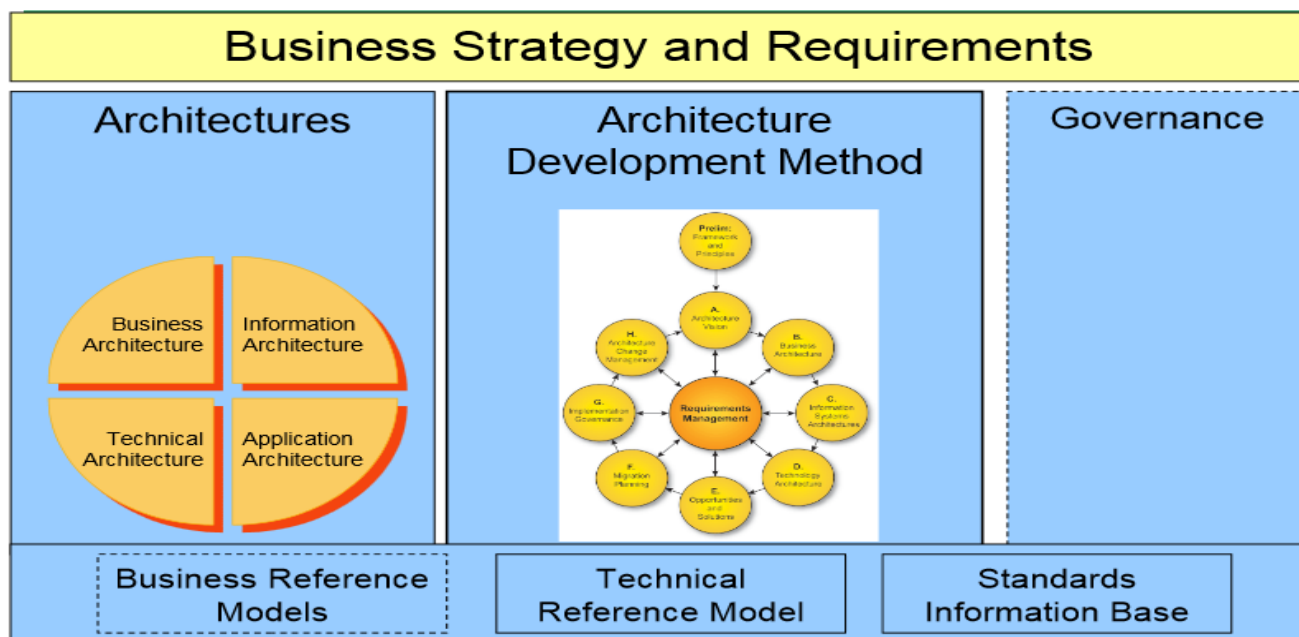 Business Strategy and Requirements
Architectures
Business
Architecture
Information
Architecture
Technical
Architecture
Application
Architecture
Architecture
Development Method
Prelim:
Framework
and
Principles
A.
Architecture
Vision
B.
Business
Architecture
C.
Information
Systems
Architectures
D.
Technology
Architecture
E.
Opportunities
and
Solutions
F.
Migration
Planning
G.
Implementation
Governance
H.
Architecture
Change
Management
Requirements
Management
Governance
Business Reference
Models
Technical
Reference Model
Standards
Information Base